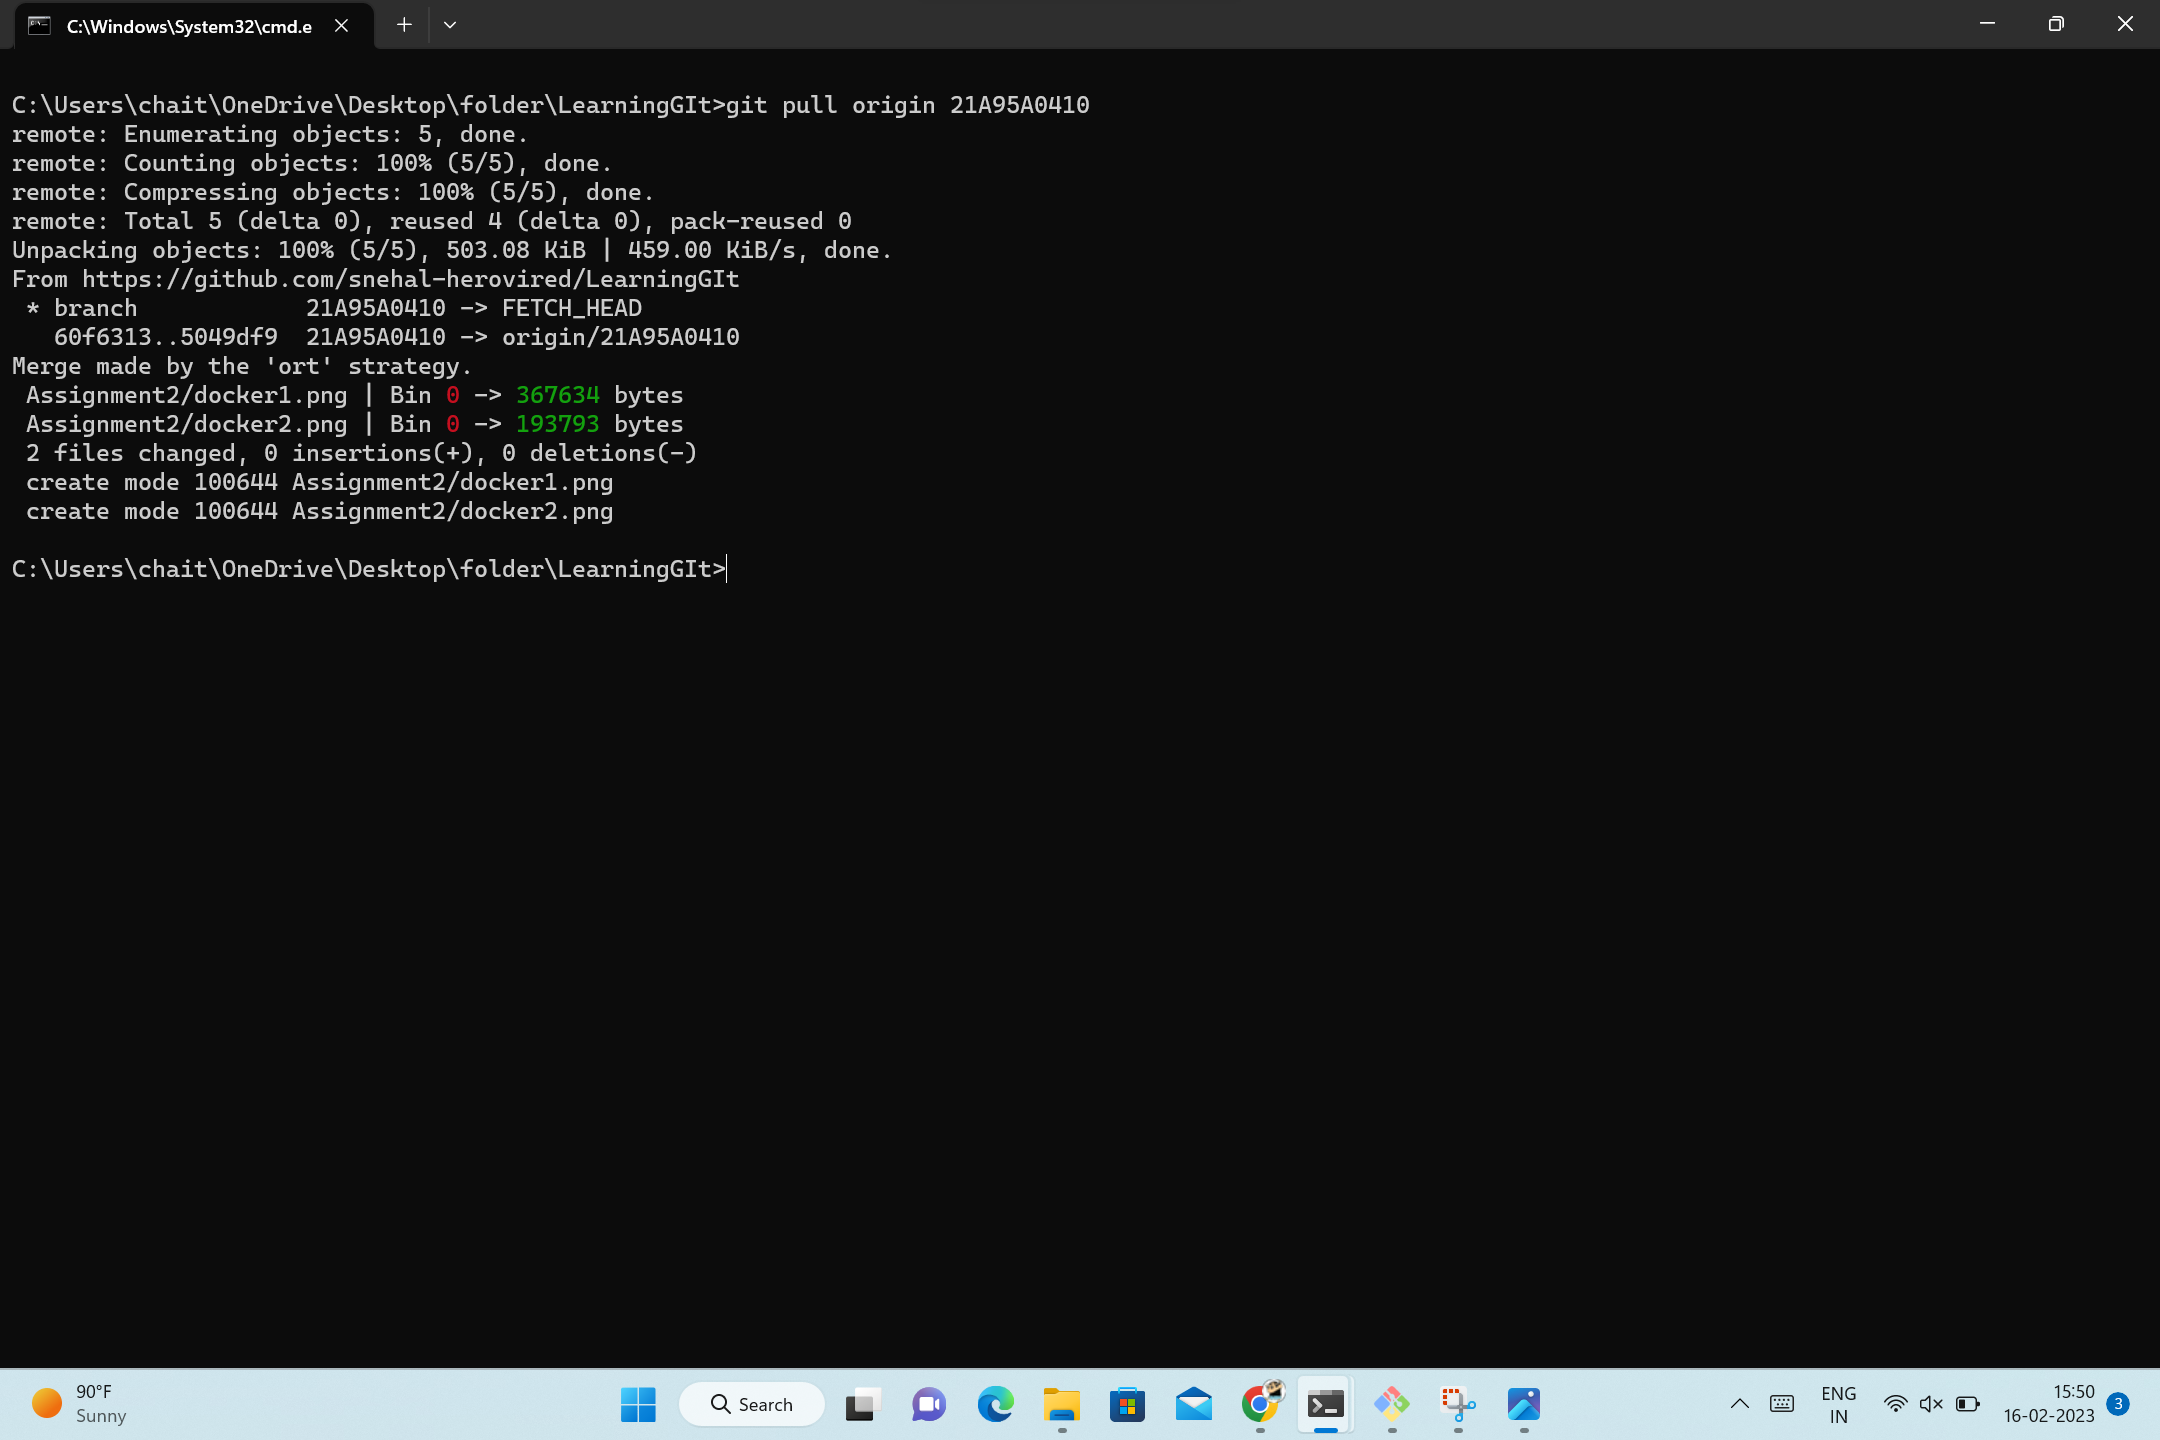 C:\Windows\System32\cmd.e
C:\Users\chait\OneDrive\Desktop\folder\LearningGIt>git pull origin 21A95A0410
remote: Enumerating objects: 5, done.
remote: Counting objects: 100% (5/5), done.
remote: Compressing objects: 100% (5/5), done.
remote: Total 5 (delta 0), reused 4 (delta 0), pack-reused 0
Unpacking objects: 100% (5/5), 503.08 KiB | 459.00 KiB/s, done.
From https://github.com/snehal-herovired/LearningGIt
 * branch            21A95A0410 -> FETCH_HEAD
   60f6313..5049df9  21A95A0410 -> origin/21A95A0410
Merge made by the 'ort' strategy.
 Assignment2/docker1.png | Bin 0 -> 367634 bytes
 Assignment2/docker2.png | Bin 0 -> 193793 bytes
 2 files changed, 0 insertions(+), 0 deletions(-)
 create mode 100644 Assignment2/docker1.png
 create mode 100644 Assignment2/docker2.png
C:\Users\chait\OneDrive\Desktop\folder\LearningGIt>
90°F
Sunny
Search
ENG
IN
15:50
16-02-2023
3